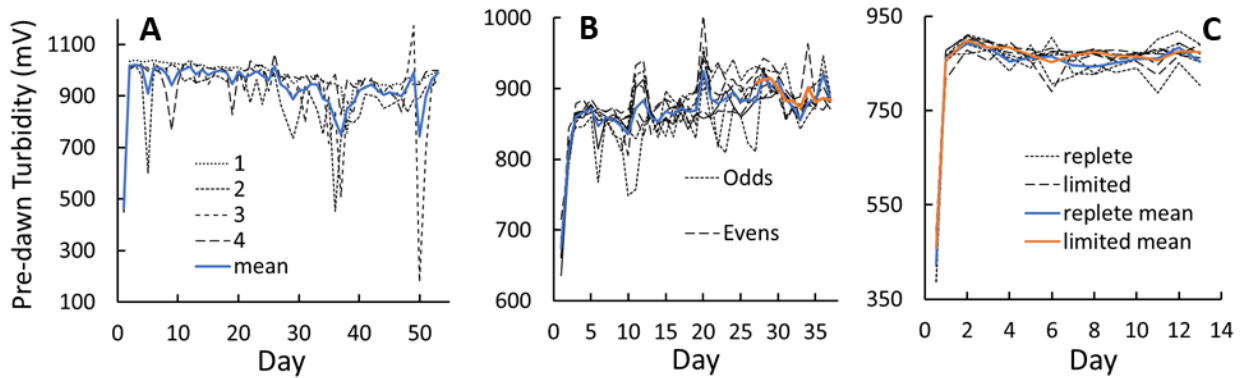 Pre-dawn Turbidity (mV)
A
1100
900
700
500
300
100
1
2
3
4
mean
0 10 20 30 40 50
Day
B
1000
900
800
700
600
Odds
Evens
0 5 10 15 20 25 30 35
Day
C
950
750
550
350
replete
limited
replete mean
limited mean
0 2 4 6 8 10 12 14
Day